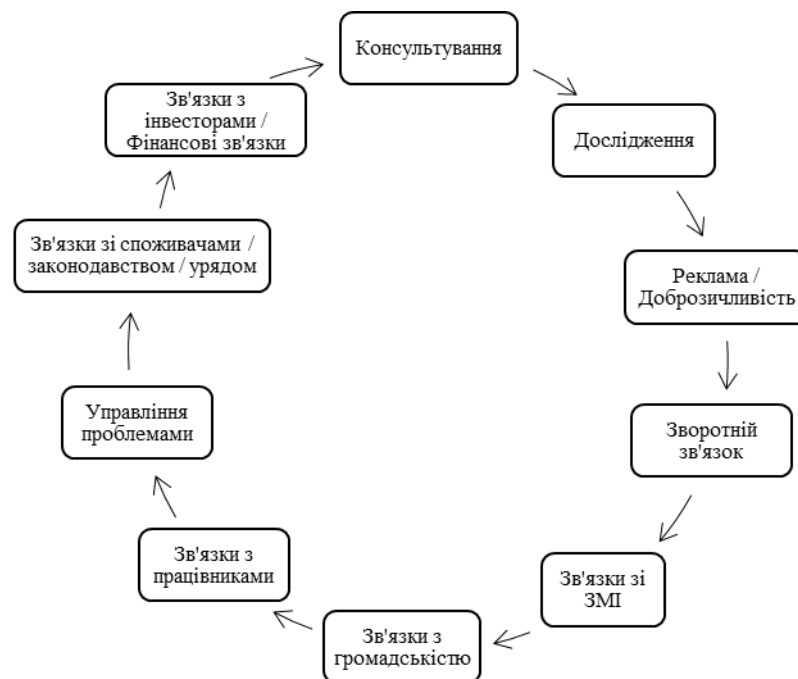 Консультування
Дослідження
Реклама /
Доброзичливість
Зворотній
зв'язок
Зв'язки зі
ЗМІ
Зв'язки з
громадськістю
Зв'язки з
працівниками
Управління
проблемами
Зв'язки зі споживачами /
законодавством / урядом
Зв'язки з
інвесторами /
Фінансові зв'язки